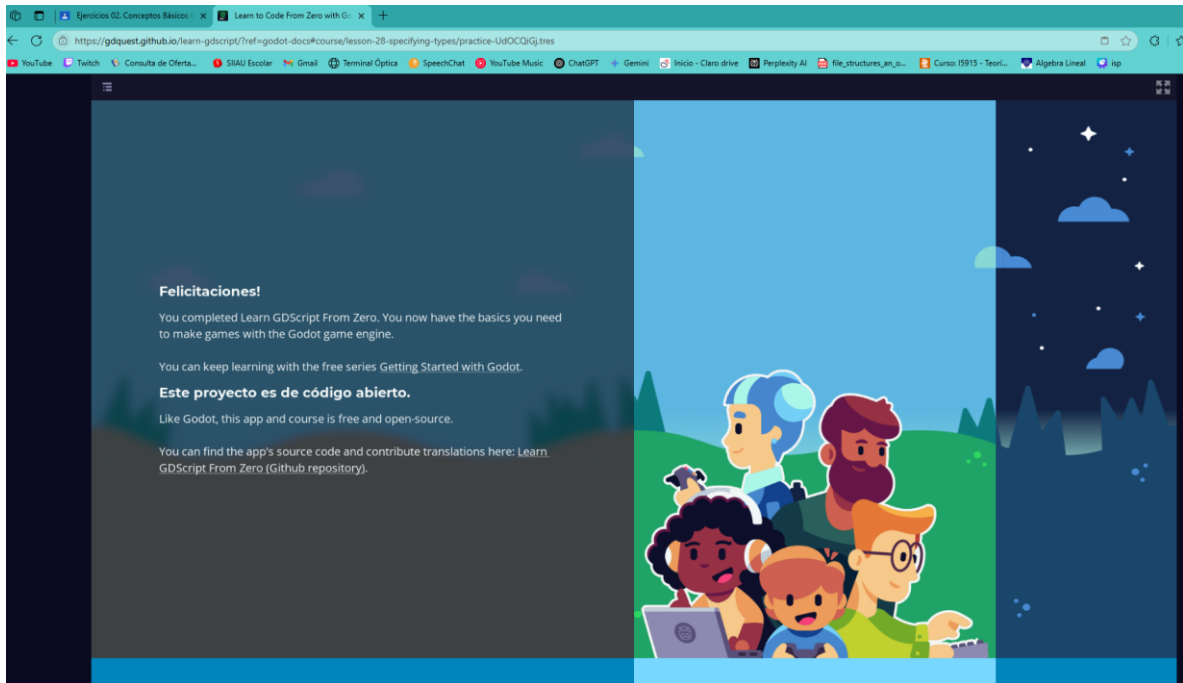 Ejercicios 02. Conceptos Básicos
Learn to Code From Zero with Go
https://gdquest.github.io/learn-gdscript/?ref=godot-docs#course/lesson-28-specifying-types/practice-UdOCQiGj.tres
YouTube Twitch Consulta de Oferta... SIIAU Escolar Gmail Terminal Óptica SpeechChat YouTube Music ChatGPT Gemini Inicio - Claro drive Perplexity AI file_structures_an_o... Curso: I5915 - Teorí... Algebra Lineal isp
Felicitaciones!
You completed Learn GDScript From Zero. You now have the basics you need
to make games with the Godot game engine.
You can keep learning with the free series Getting Started with Godot.
Este proyecto es de código abierto.
Like Godot, this app and course is free and open-source.
You can find the app's source code and contribute translations here: Learn
GDScript From Zero (Github repository).